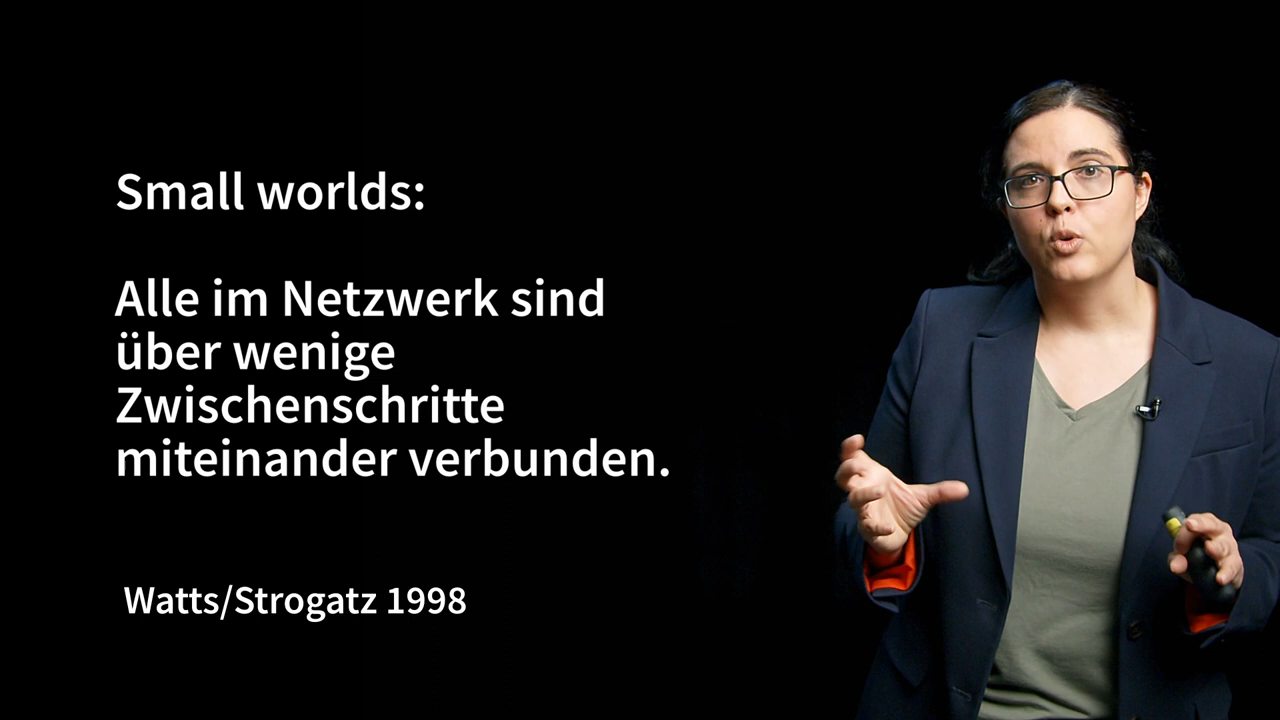 Small worlds:
Alle im Netzwerk sind
über wenige
Zwischenschritte
miteinander verbunden.
Watts/Strogatz 1998